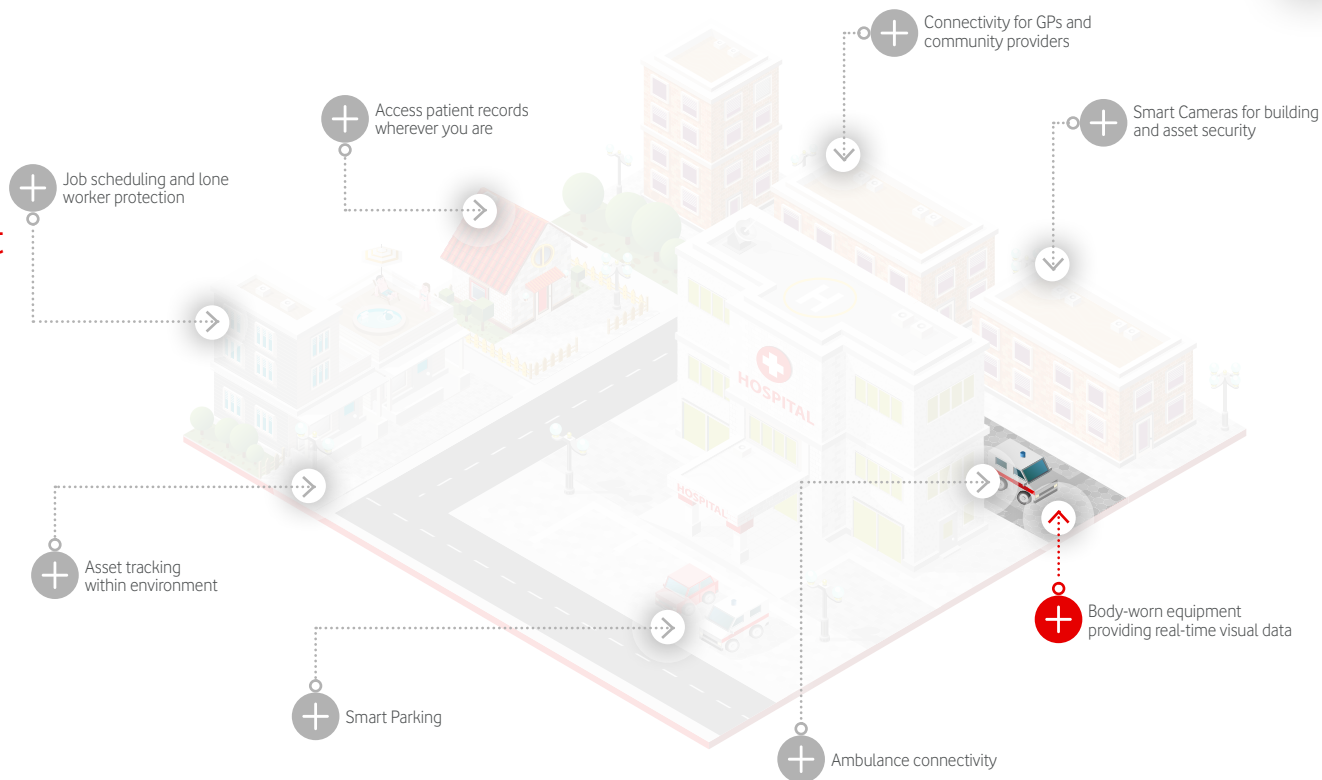 Connectivity for GPs and
community providers
Access patient records
wherever you are
Smart Cameras for building
and asset security
Job scheduling and lone
worker protection
t
HOSPITAL
HOSPITAL
Asset tracking
within environment
Body-worn equipment
providing real-time visual data
Smart Parking
Ambulance connectivity